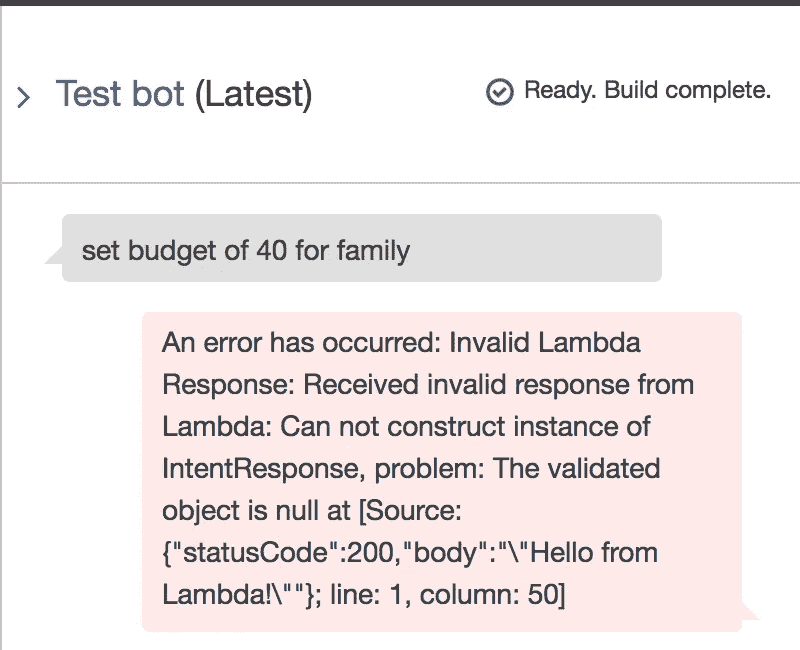 Test bot (Latest)
Ready. Build complete.
set budget of 40 for family
An error has occurred: Invalid Lambda
Response: Received invalid response from
Lambda: Can not construct instance of
IntentResponse, problem: The validated
object is null at [Source:
{"statusCode":200,"body":"\"Hello from
Lambda!\""}; line: 1, column: 50]